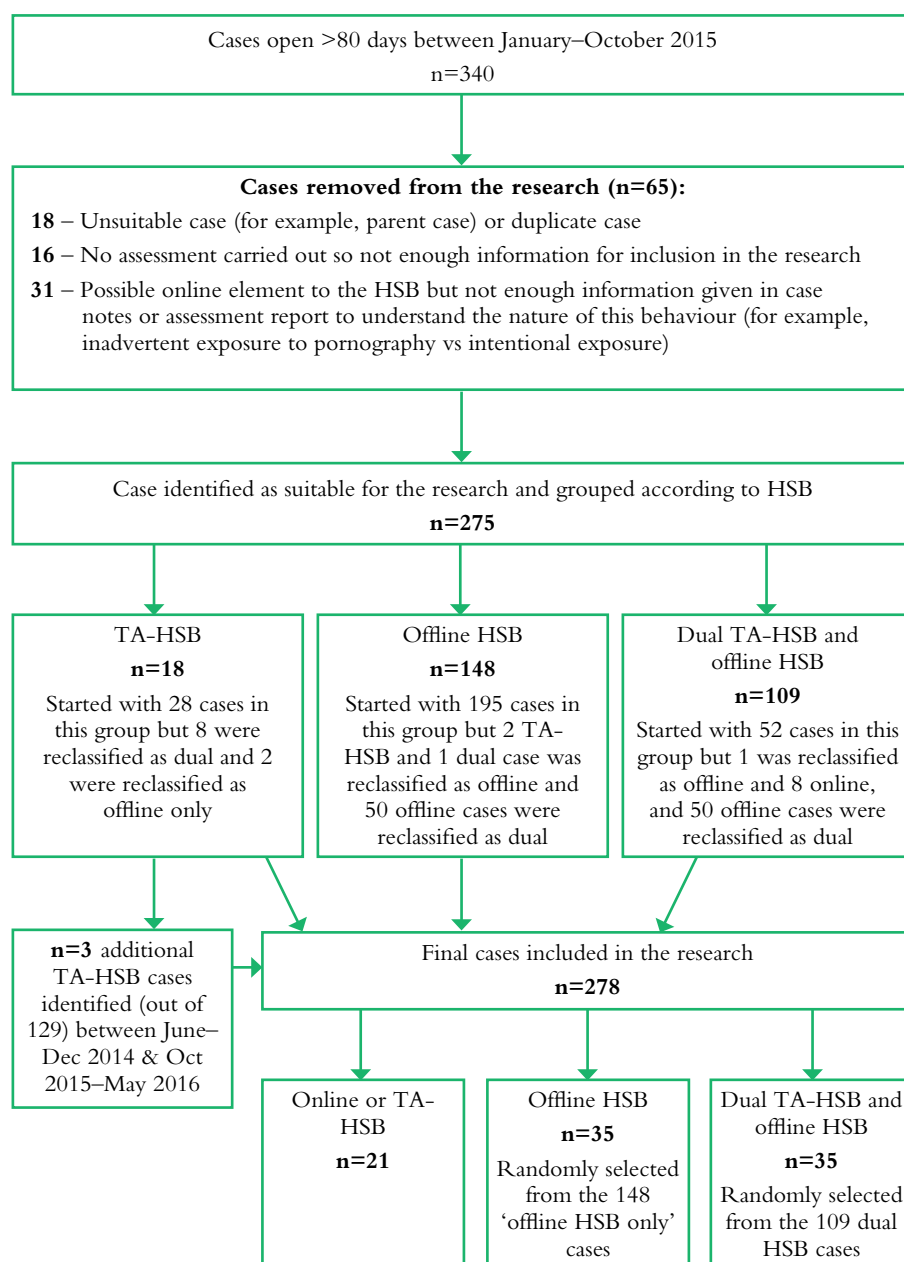 Cases open >80 days between January–October 2015
n=340
Cases removed from the research (n=65):
18 – Unsuitable case (for example, parent case) or duplicate case
16 – No assessment carried out so not enough information for inclusion in the research
31 – Possible online element to the HSB but not enough information given in case
notes or assessment report to understand the nature of this behaviour (for example,
inadvertent exposure to pornography vs intentional exposure)
Case identified as suitable for the research and grouped according to HSB
n=275
TA-HSB
n=18
Started with 28 cases in
this group but 8 were
reclassified as dual and 2
were reclassified as
offline only
Offline HSB
n=148
Started with 195 cases in
this group but 2 TA-
HSB and 1 dual case was
reclassified as offline and
50 offline cases were
reclassified as dual
Dual TA-HSB and
offline HSB
n=109
Started with 52 cases in this
group but 1 was reclassified
as offline and 8 online,
and 50 offline cases were
reclassified as dual
n=3 additional
TA-HSB cases
identified (out of
129) between June–
Dec 2014 & Oct
2015–May 2016
Final cases included in the research
n=278
Online or TA-
HSB
n=21
Offline HSB
n=35
Randomly selected
from the 148
‘offline HSB only’
cases
Dual TA-HSB and
offline HSB
n=35
Randomly selected
from the 109 dual
HSB cases